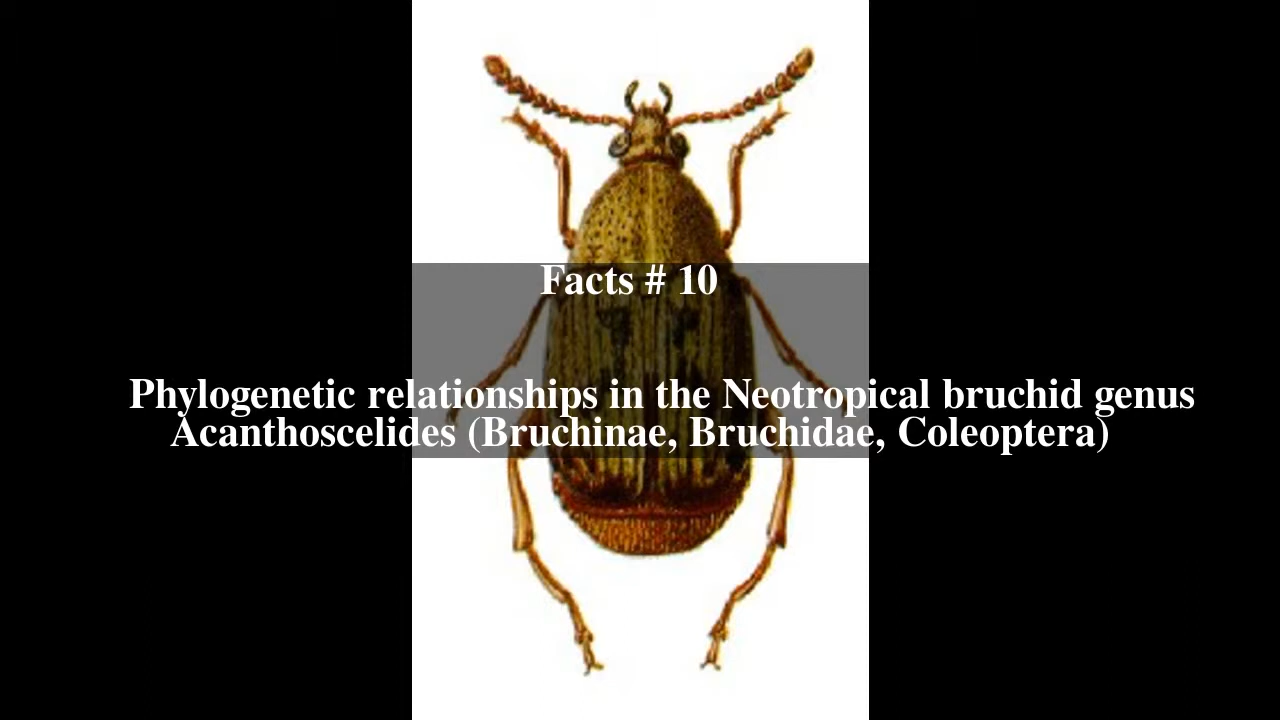 Facts # 10
Phylogenetic relationships in the Neotropical bruchid genus
Acanthoscelides (Bruchinae, Bruchidae, Coleoptera)